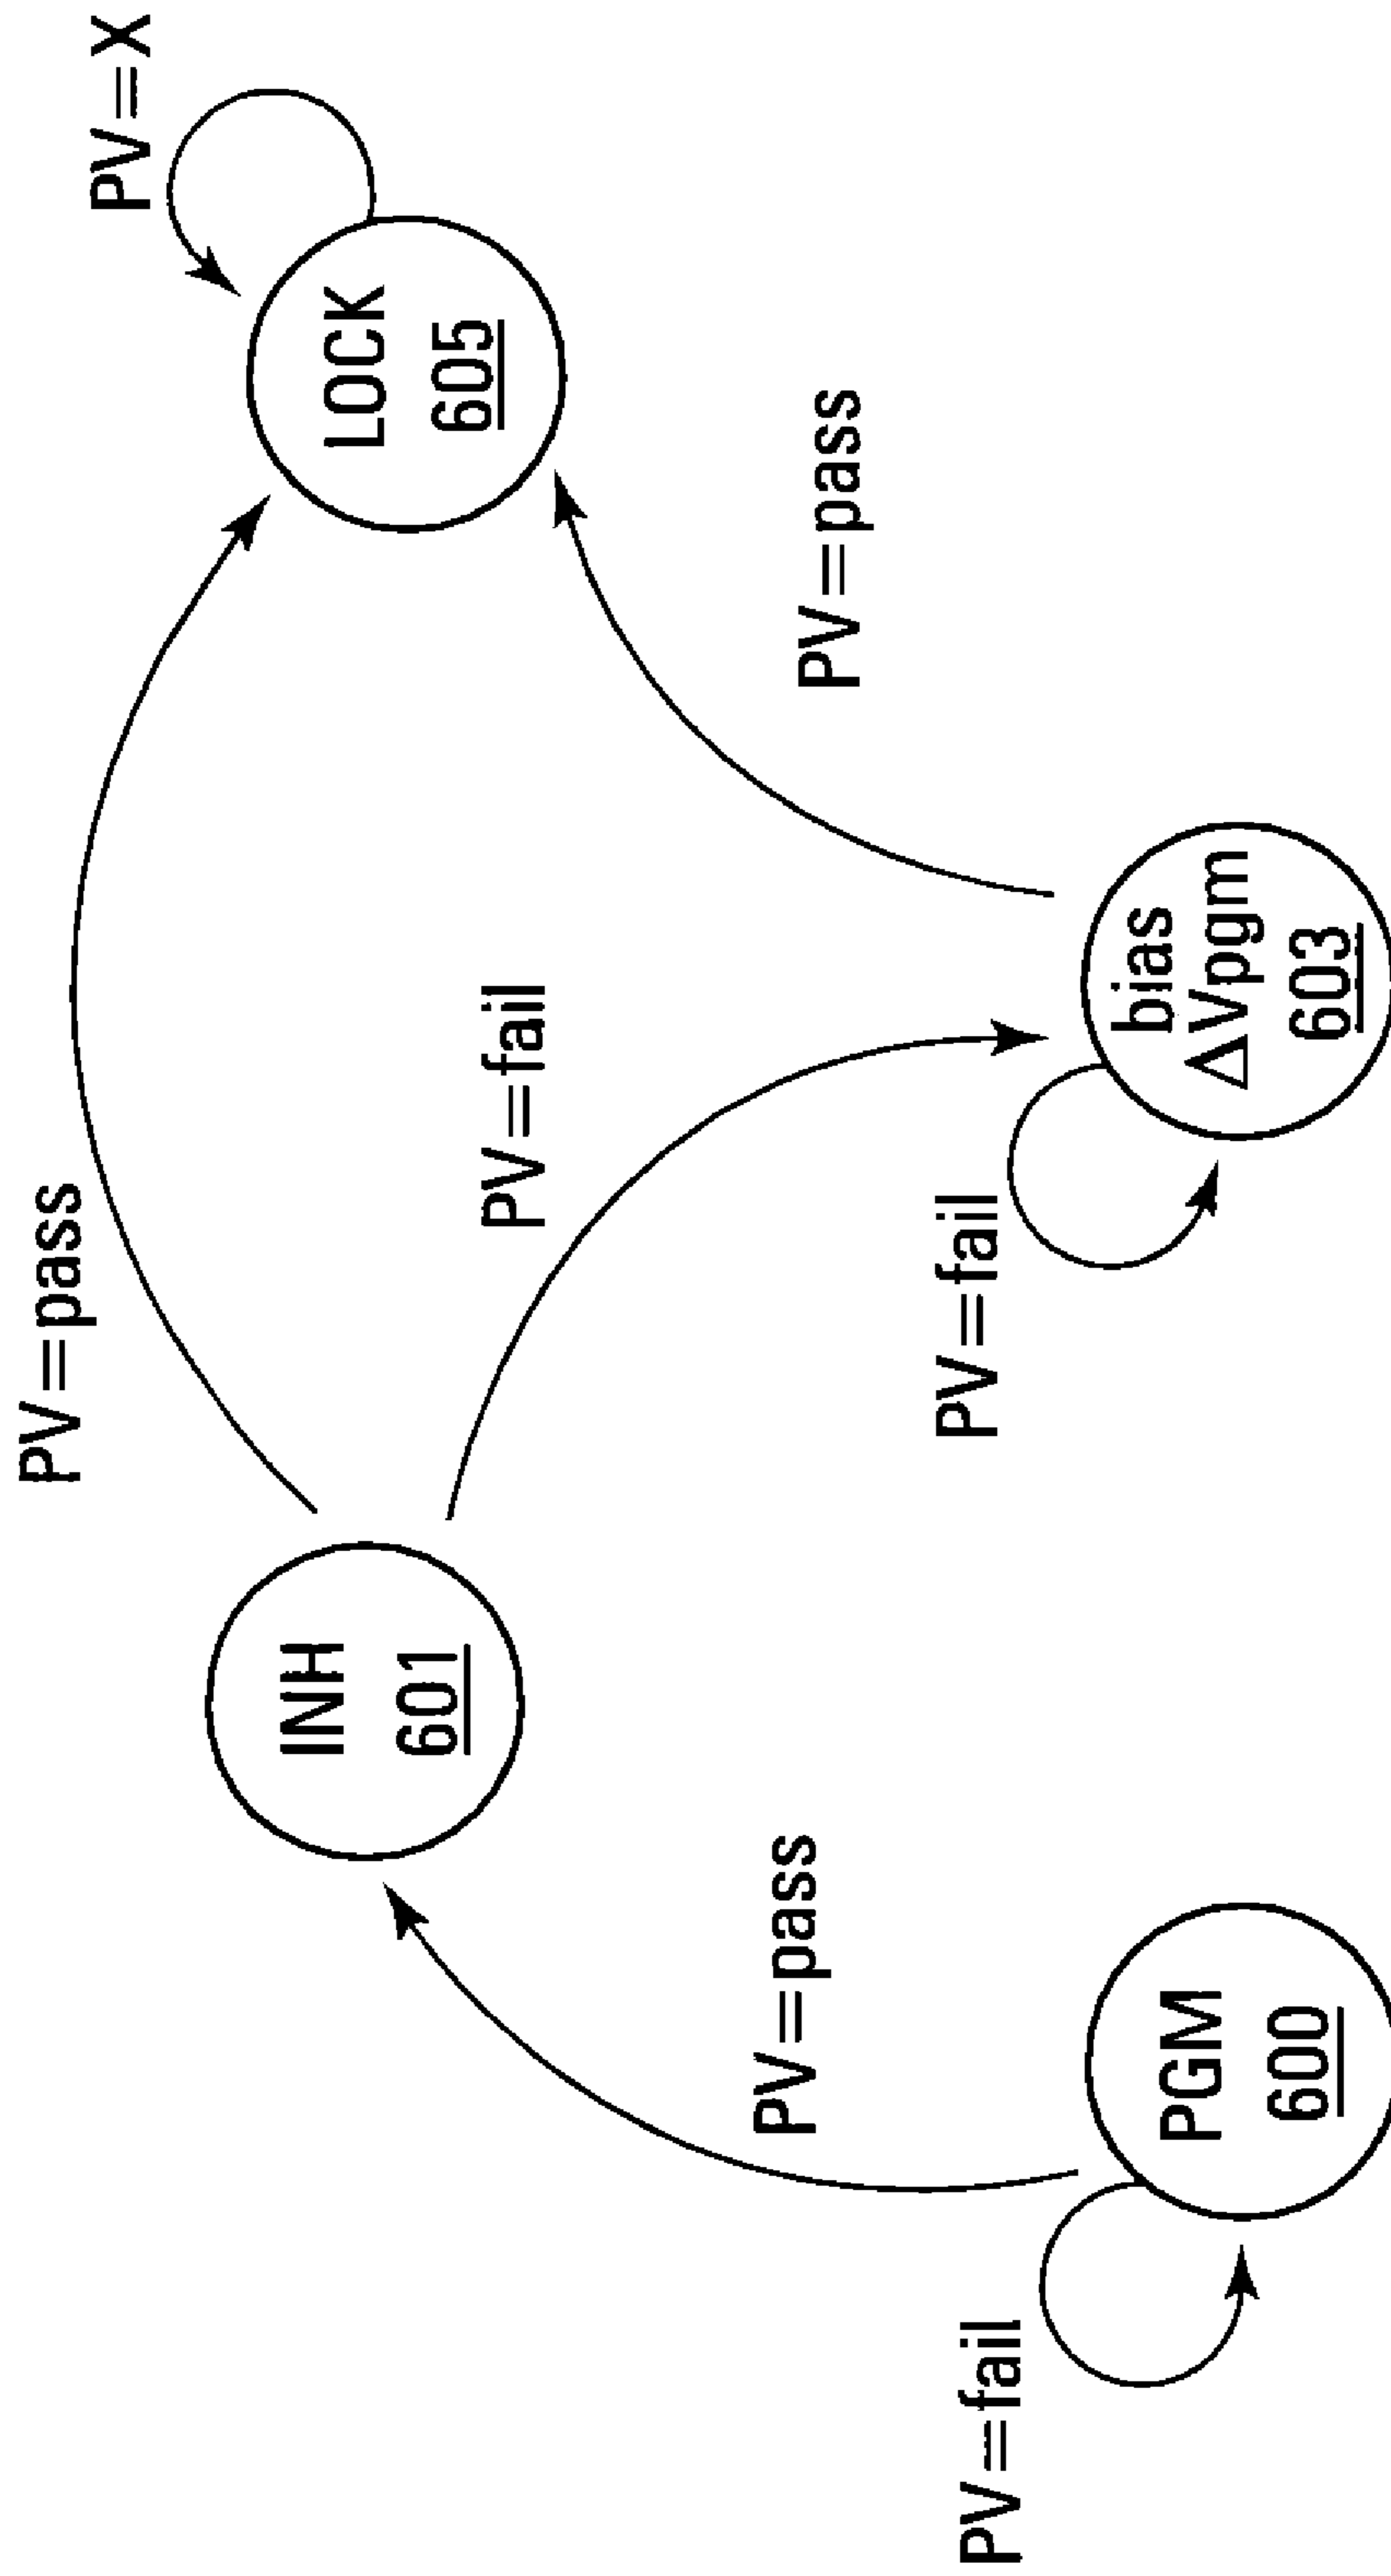 PV=pass
PV=X
INH
601
LOCK
605
PV=fail
PV=pass
PV=pass
PV=fail
PGM
600
PV=fail
bias
ΔVpgm
603